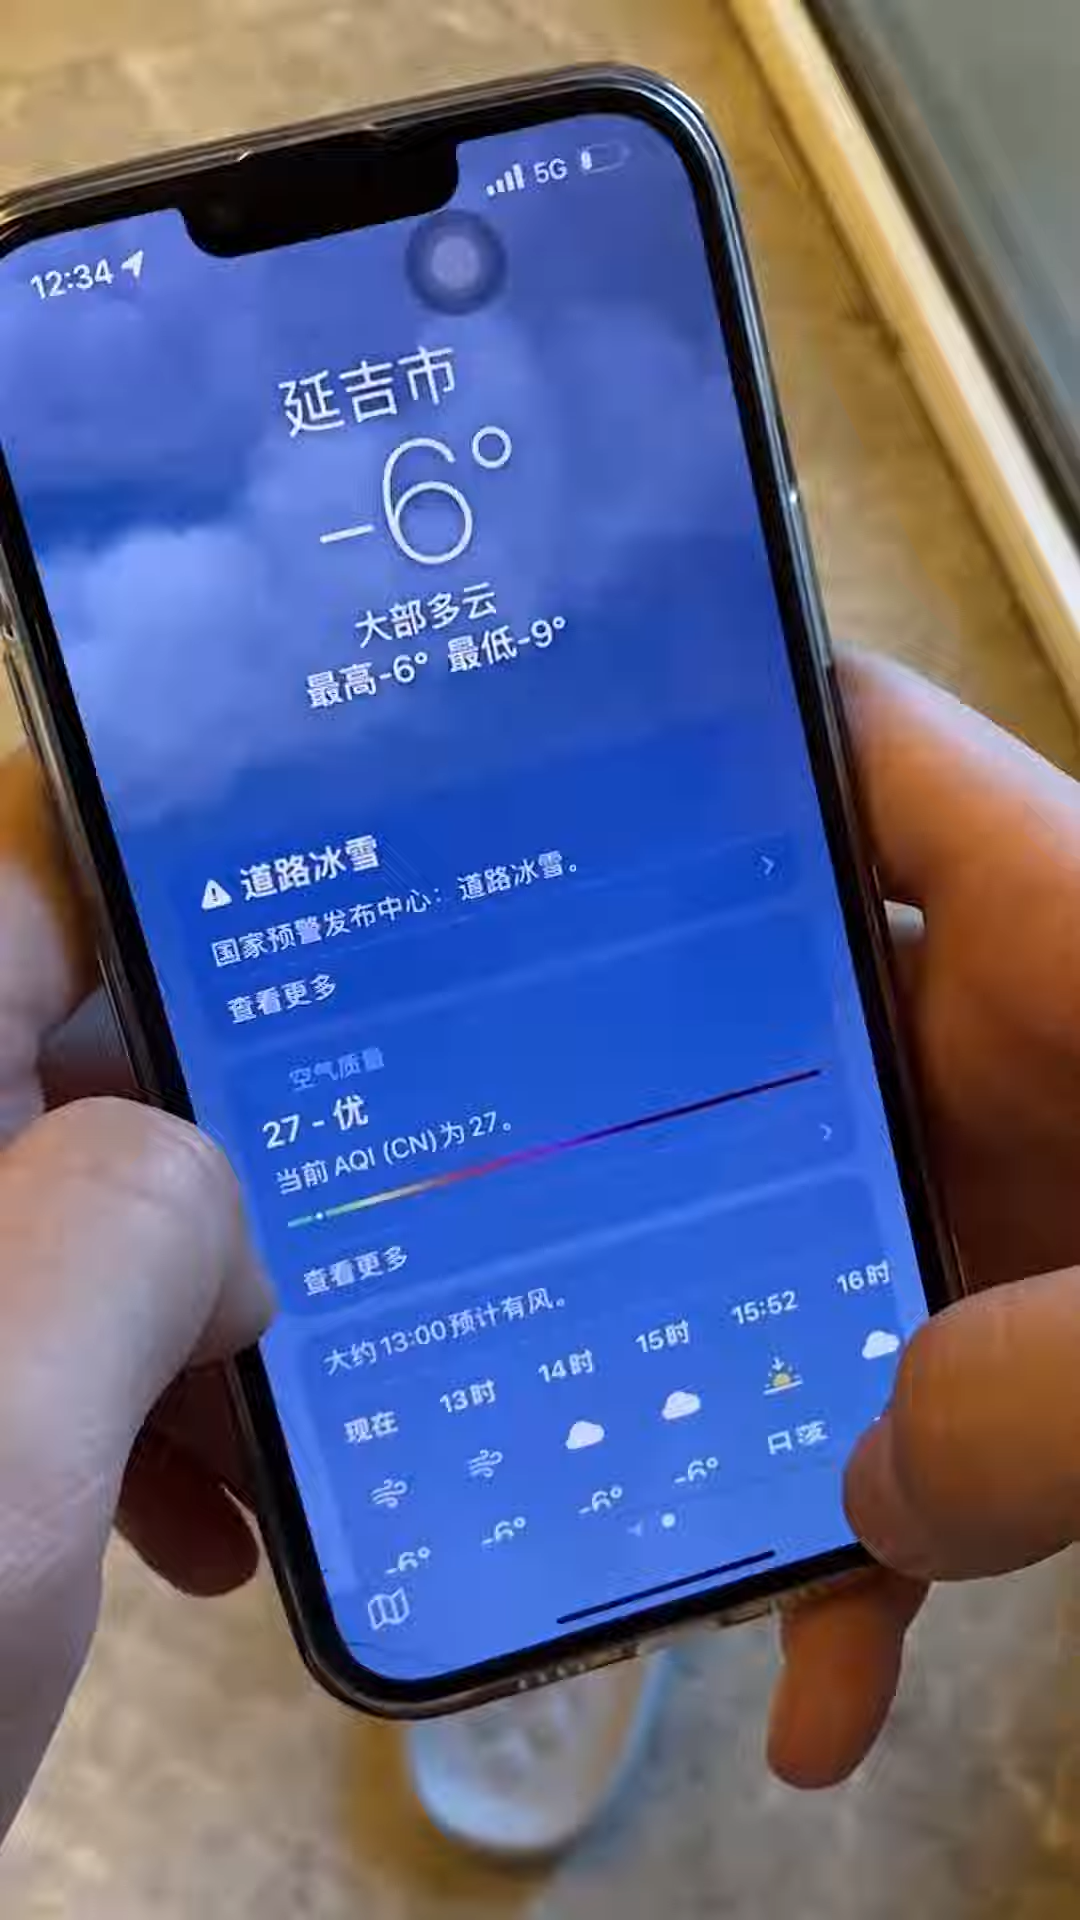 12:34
5G
延吉市
-6°
大部多云
最高-6° 最低-9°
道路冰雪
国家预警发布中心：道路冰雪。
查看更多
空气质量
27 - 优
当前 AQI (CN) 为 27。
查看更多
大约 13:00 预计有风。
现在 13时 14时 15时 15:52 16时
-6° -6° -6° -6° 日落